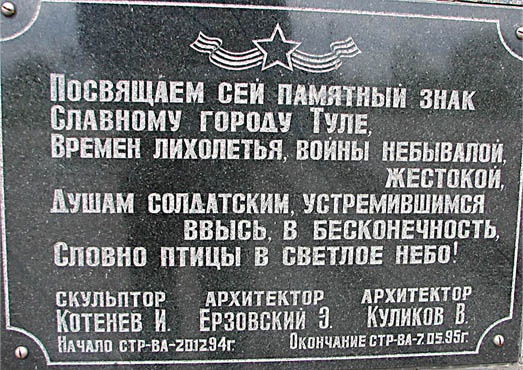 Посвящаем сей памятный знак
Славному городу Туле,
Времен лихолетья, войны небывалой,
жестокой,
Душам солдатским, устремившимся
ввысь, в бесконечность,
Словно птицы в светлое небо!
скульптор архитектор архитектор
Котенев И. Ерзовский Э. Куликов В.
Начало стр-ва-20.12.94г. Окончание стр-ва-7.05.95г.